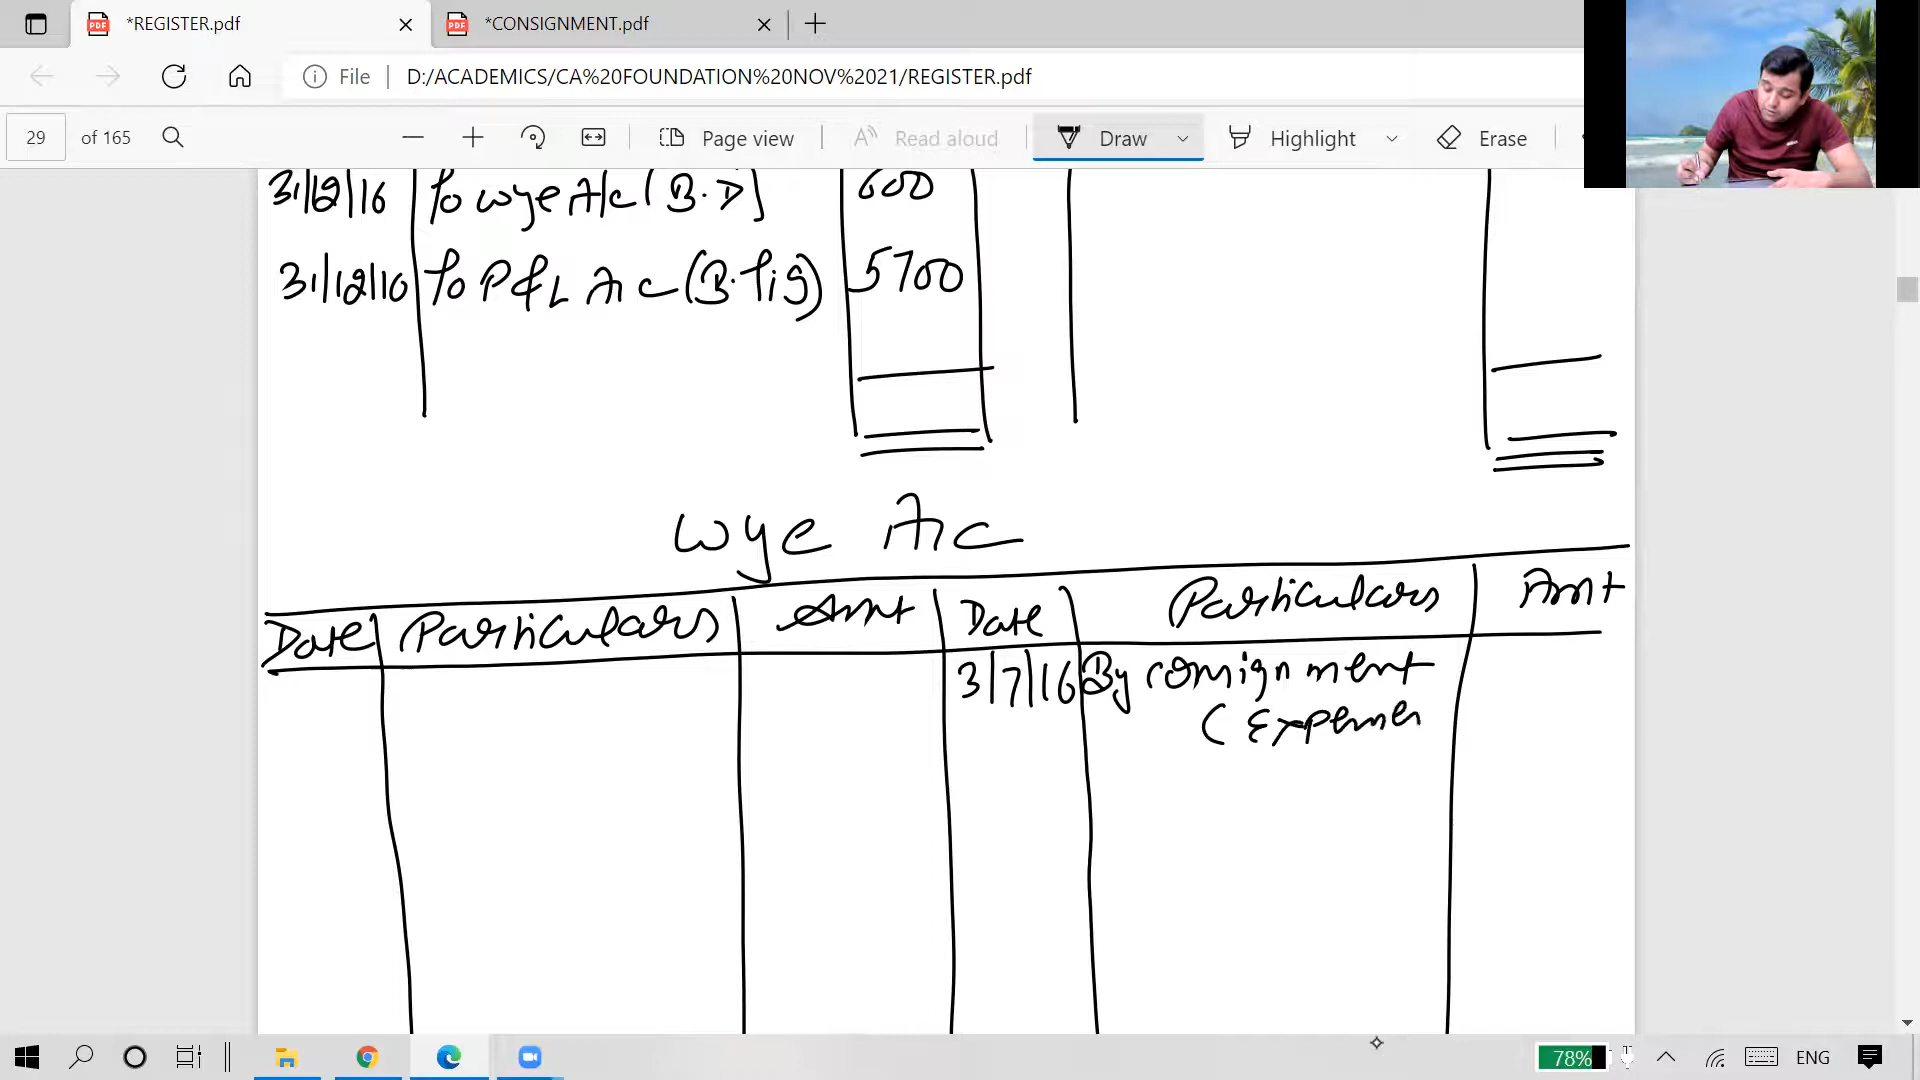 *REGISTER.pdf
*CONSIGNMENT.pdf
File
D:/ACADEMICS/CA%20FOUNDATION%20NOV%2021/REGISTER.pdf
29 of 165
Page view
Read aloud
Draw
Highlight
Erase
31/12/16 To Wye A/c (B.D) 600
31/12/16 To P&L A/c (B.fig) 5700
Wye A/c
Date Particulars Amt Date Particulars Amt
3/7/16 By consignment
(Expenses
78%
ENG